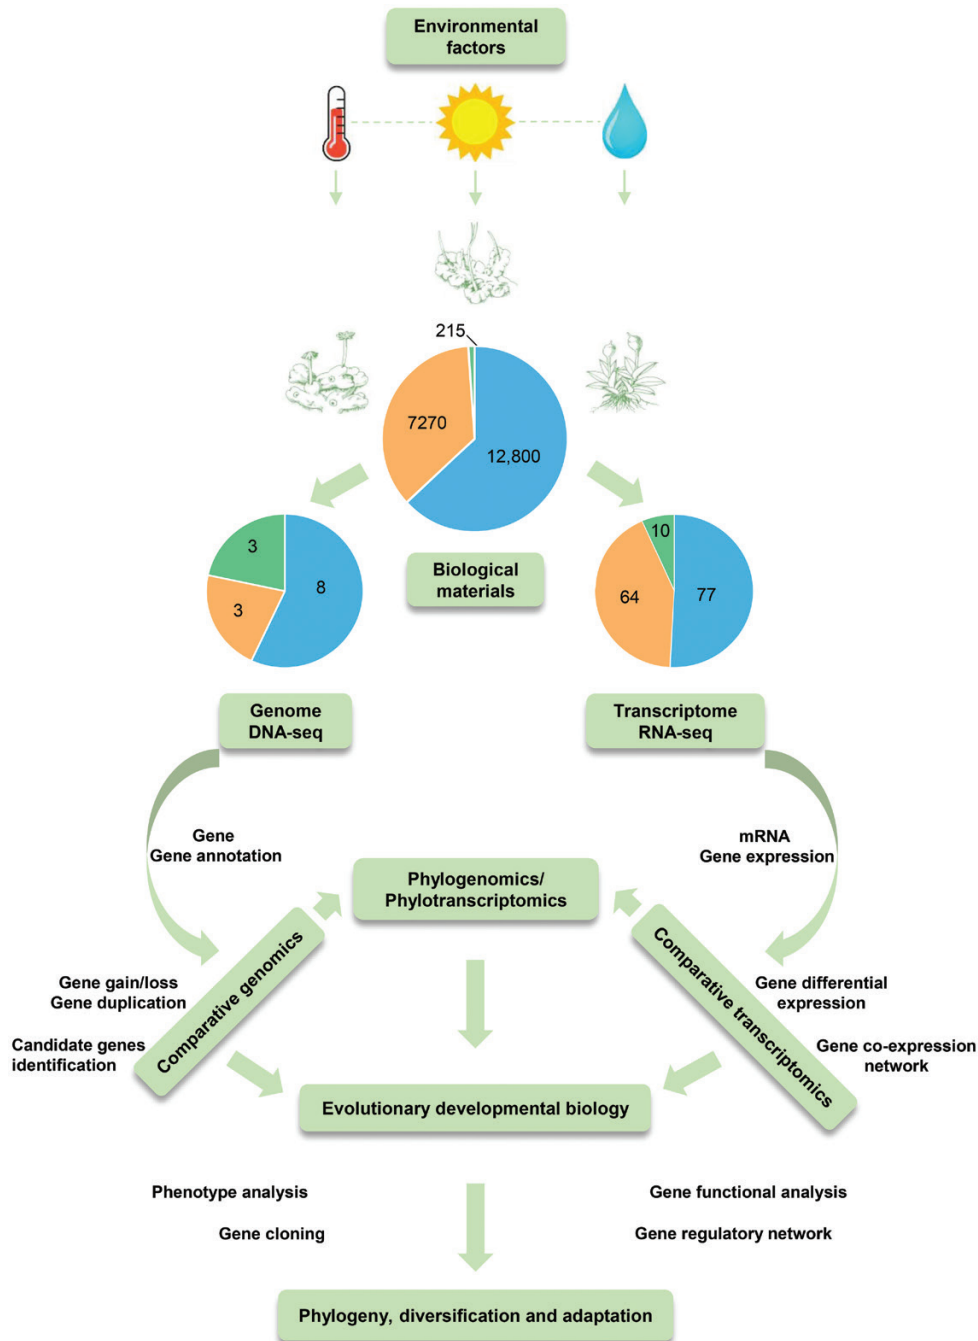 Environmental
factors
215
7270
12,800
3
3
8
Biological
materials
10
64
77
Genome
DNA-seq
Transcriptome
RNA-seq
Gene
Gene annotation
mRNA
Gene expression
Phylogenomics/
Phylotranscriptomics
Comparative genomics
Comparative transcriptomics
Gene gain/loss
Gene duplication
Candidate genes
identification
Gene differential
expression
Gene co-expression
network
Evolutionary developmental biology
Phenotype analysis
Gene functional analysis
Gene cloning
Gene regulatory network
Phylogeny, diversification and adaptation